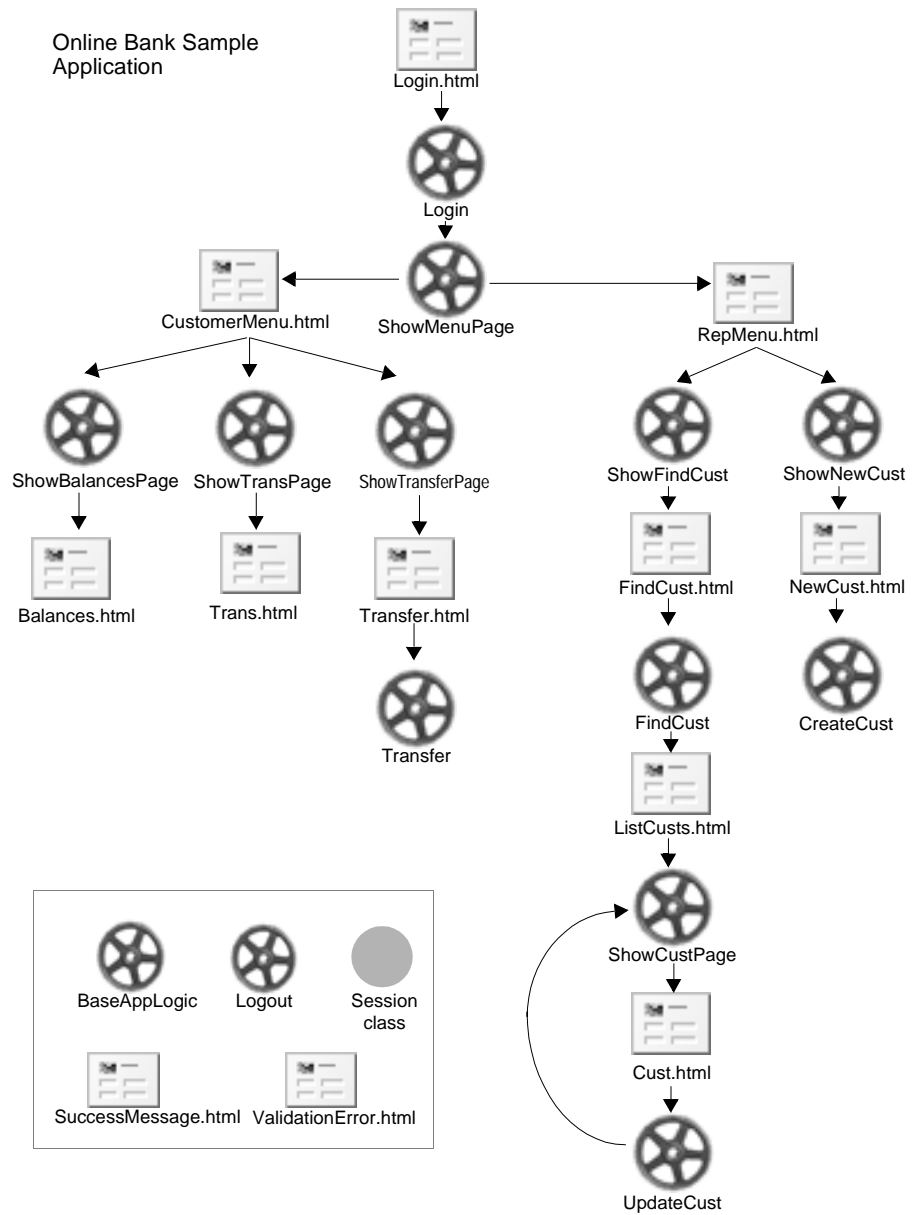 Online Bank Sample
Application
Login.html
Login
CustomerMenu.html
ShowMenuPage
RepMenu.html
ShowBalancesPage
ShowTransPage
ShowTransferPage
ShowFindCust
ShowNewCust
Balances.html
Trans.html
Transfer.html
FindCust.html
NewCust.html
Transfer
FindCust
CreateCust
ListCusts.html
ShowCustPage
BaseAppLogic
Logout
Session
class
Cust.html
SuccessMessage.html
ValidationError.html
UpdateCust